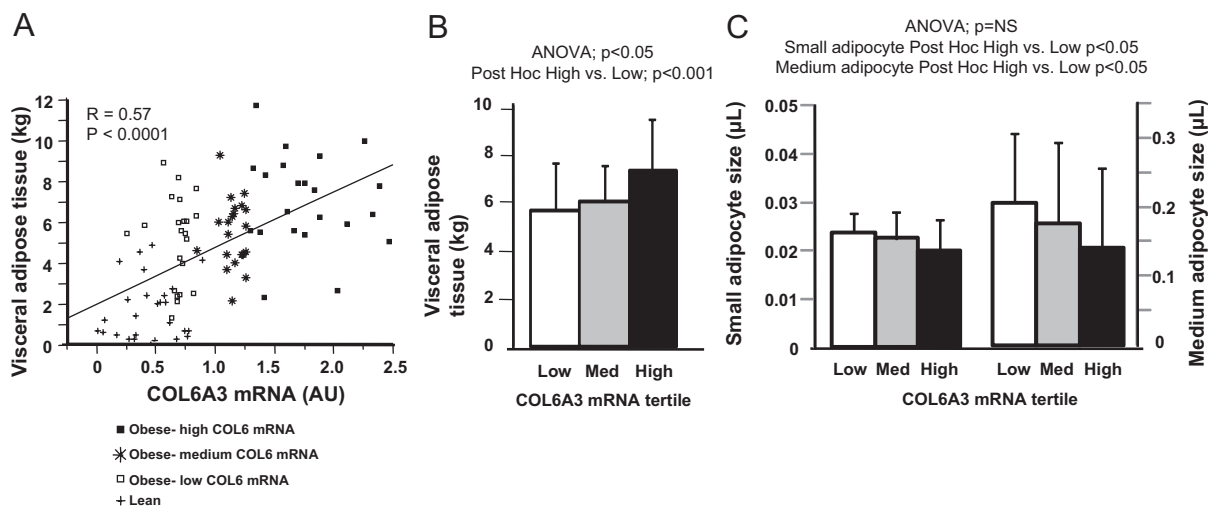 A
R = 0.57
P < 0.0001
Visceral adipose tissue (kg)
12
10
8
6
4
2
0
0
0.5
1.0
1.5
2.0
2.5
COL6A3 mRNA (AU)
Obese- high COL6 mRNA
Obese- medium COL6 mRNA
Obese- low COL6 mRNA
Lean
B
ANOVA; p<0.05
Post Hoc High vs. Low; p<0.001
Visceral adipose
tissue (kg)
10
8
6
4
2
0
Low Med High
COL6A3 mRNA tertile
C
ANOVA; p=NS
Small adipocyte Post Hoc High vs. Low p<0.05
Medium adipocyte Post Hoc High vs. Low p<0.05
Small adipocyte size (µL)
0.05
0.04
0.03
0.02
0.01
0
Low Med High
Low Med High
COL6A3 mRNA tertile
0.3
0.2
0.1
0
Medium adipocyte size (µL)